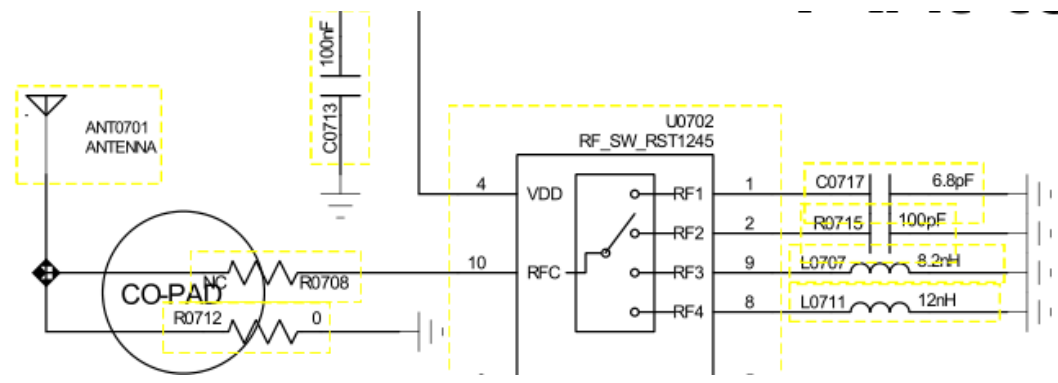 100nF
C0713
ANT0701
ANTENNA
U0702
RF_SW_RST1245
4 VDD RF1 1 C0717 6.8pF
RF2 2 R0715 100pF
10 RFC RF3 9 L0707 8.2nH
RF4 8 L0711 12nH
NC R0708
CO-PAD
R0712 0